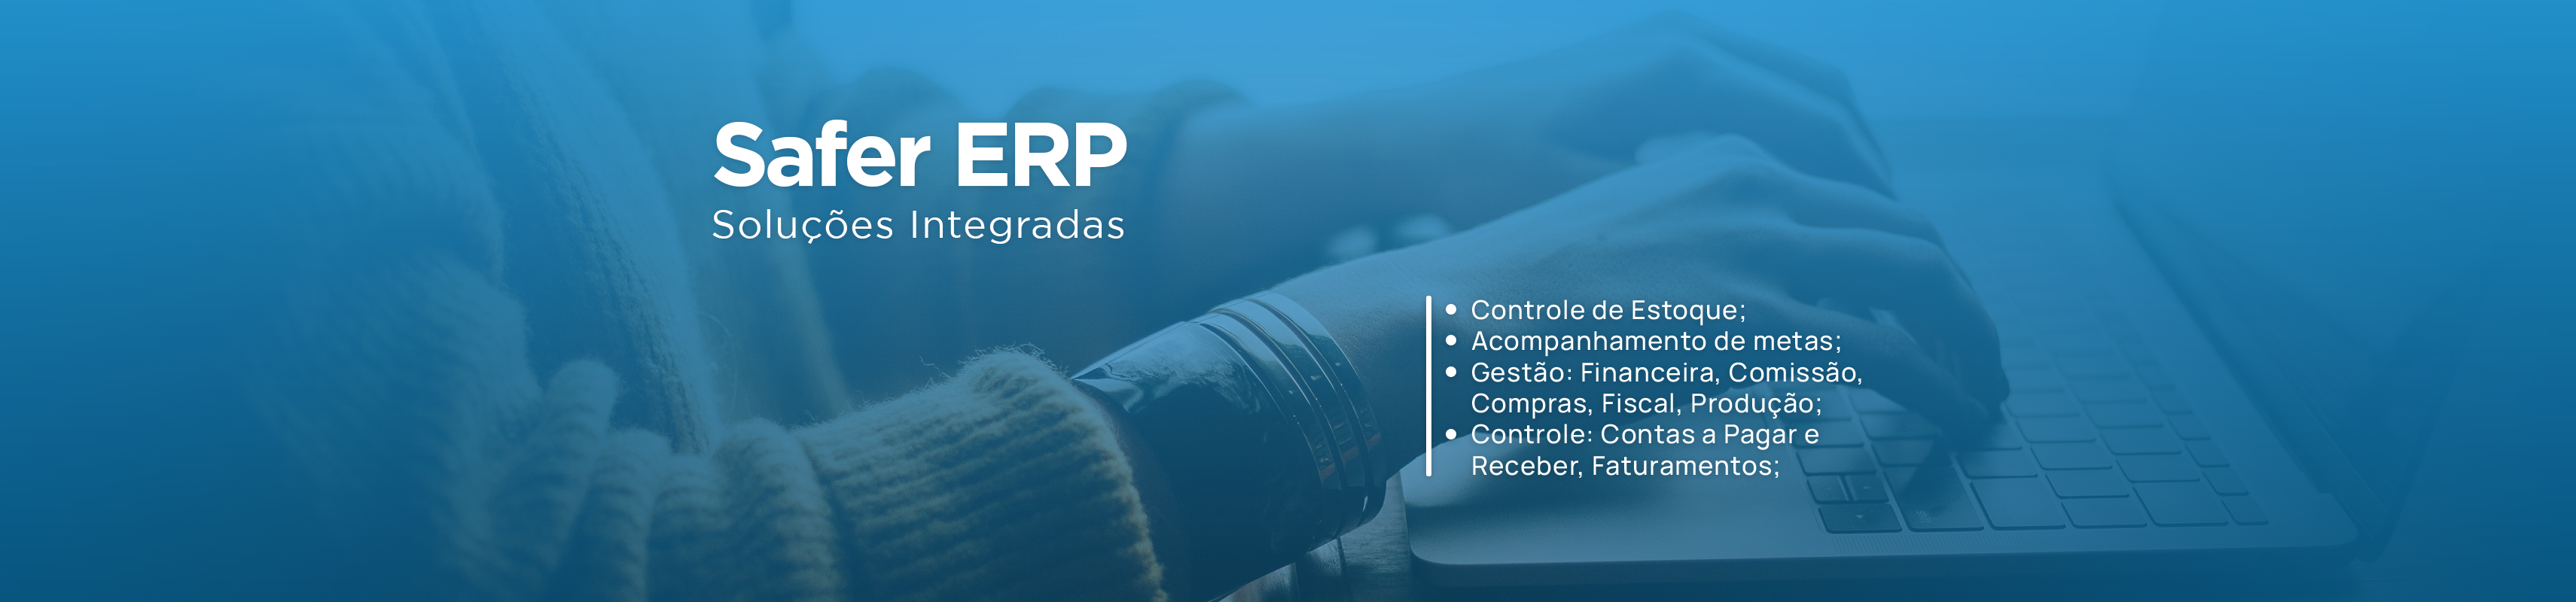 Safer ERP
Soluções Integradas
• Controle de Estoque;
• Acompanhamento de metas;
• Gestão: Financeira, Comissão,
Compras, Fiscal, Produção;
• Controle: Contas a Pagar e
Receber, Faturamentos;